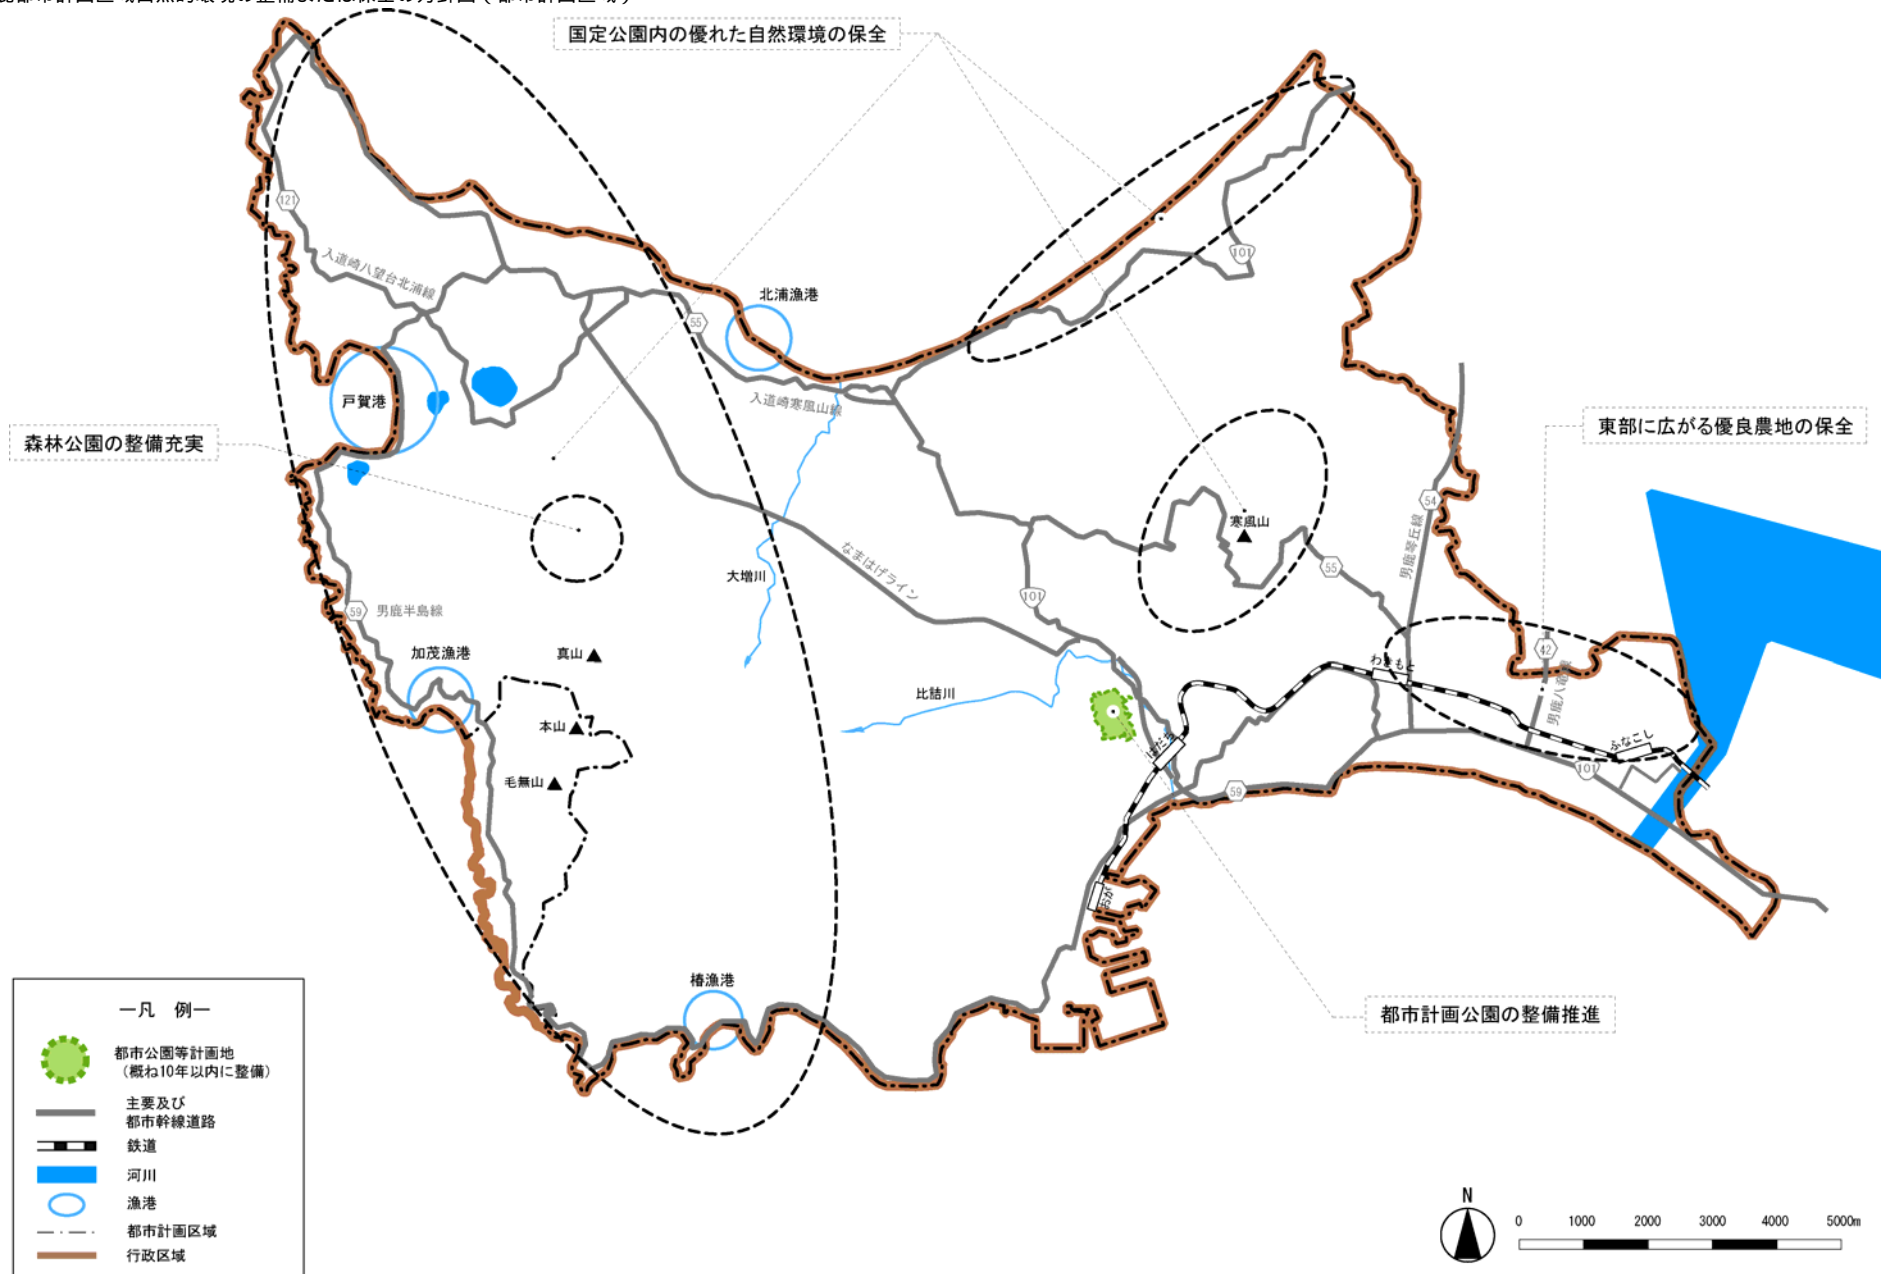 国定公園内の優れた自然環境の保全
121
入道崎八望台北浦線
101
北浦漁港
55
戸賀港
入道崎寒風山線
森林公園の整備充実
東部に広がる優良農地の保全
54
男鹿琴丘線
寒風山
55
なまはげライン
大増川
101
59
男鹿半島線
加茂漁港
真山
42
わきもと
男鹿八竜線
比詰川
本山
はだち
ふなこし
毛無山
101
59
おが
椿漁港
都市計画公園の整備推進
―凡 例―
都市公園等計画地
(概ね10年以内に整備)
主要及び
都市幹線道路
鉄道
河川
漁港
都市計画区域
行政区域
N
0 1000 2000 3000 4000 5000m